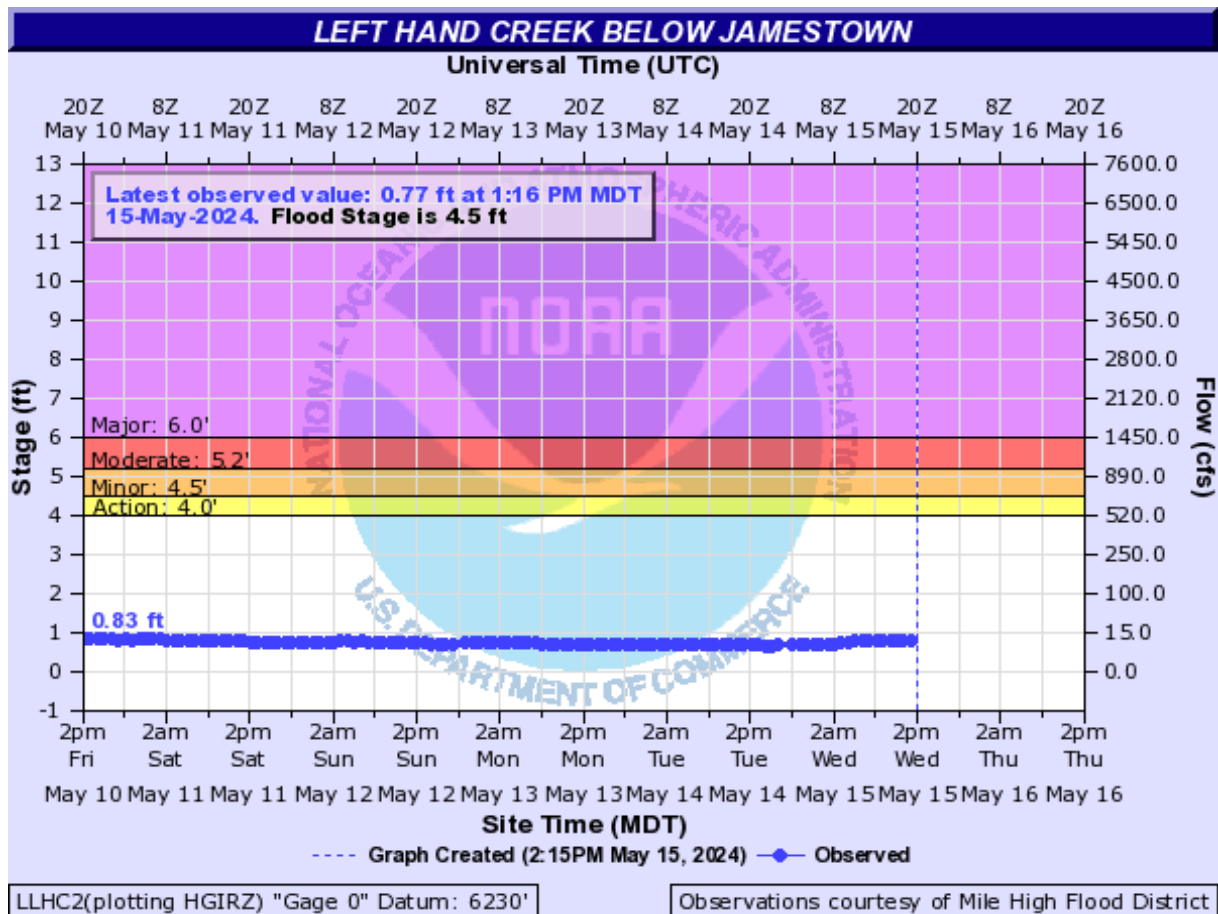 LEFT HAND CREEK BELOW JAMESTOWN
Universal Time (UTC)
20Z 8Z 20Z 8Z 20Z 8Z 20Z 8Z 20Z 8Z 20Z 8Z 20Z
May 10 May 11 May 11 May 12 May 12 May 13 May 13 May 14 May 14 May 15 May 15 May 16 May 16
Latest observed value: 0.77 ft at 1:16 PM MDT
15-May-2024. Flood Stage is 4.5 ft
13 7600.0
12 6500.0
11 5450.0
10 4500.0
9 3650.0
8 2800.0
7 2120.0
6 1450.0
5 890.0
4 520.0
3 250.0
2 100.0
1 15.0
0 0.0
-1
Stage (ft)
Flow (cfs)
Major: 6.0'
Moderate: 5.2'
Minor: 4.5'
Action: 4.0'
0.83 ft
NATIONAL OCEANIC AND ATMOSPHERIC ADMINISTRATION
NOAA
U.S. DEPARTMENT OF COMMERCE
2pm 2am 2pm 2am 2pm 2am 2pm 2am 2pm 2am 2pm 2am 2pm
Fri Sat Sat Sun Sun Mon Mon Tue Tue Wed Wed Thu Thu
May 10 May 11 May 11 May 12 May 12 May 13 May 13 May 14 May 14 May 15 May 15 May 16 May 16
Site Time (MDT)
Graph Created (2:15PM May 15, 2024) Observed
LLHC2(plotting HGIRZ) "Gage 0" Datum: 6230'
Observations courtesy of Mile High Flood District